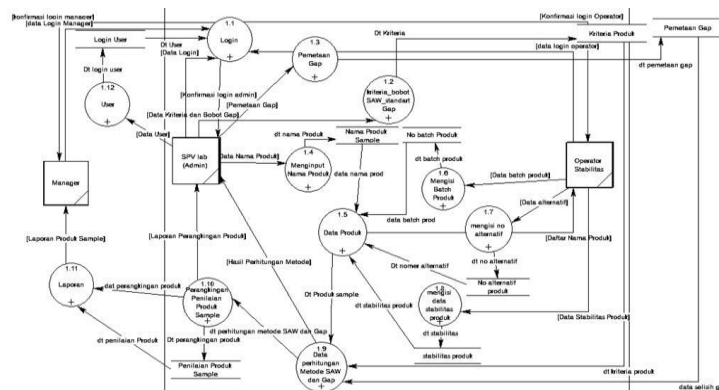 [konfirmasi login manager]
[data Login Manager]
Login User
Dt login user
1.12
User
[Data User]
Dt User
[Data Login]
1.1
Login
[Konfirmasi admin]
[Pemetaan Gap]
[Data Kriteria dan Bobot Gap]
1.3
Pemetaan
Gap
1.2
kriteria_bobot
SAW_standart
Gap
Dt Kriteria
[Konfirmasi login Operator]
Kriteria Produk
[data login operator]
Pemetaan Gap
dt pemetaan gap
Manager
SPV lab
(Admin)
[Data Nama Produk]
1.4
Menginput
Nama Produk
dt nama Produk
Nama Produk
Sample
data nama prod
No batch Produk
dt batch produk
1.6
Mengisi
Batch
Produk
[Data batch produk]
data batch prod
Operator
Stabilitas
[Data alternatif]
1.7
mengisi no
alternatif
[Daftar Nama Produk]
dt no alternatif
No alternatif
produk
Dt nomer alternatif
1.5
Data Produk
[Laporan Produk Sample]
[Laporan Perangkingan Produk]
[Hasil Perhitungan Metode]
1.11
Laporan
dat perangkingan produk
1.10
Perangkingan
Penilaian
Produk
Sample
Dt Produk sample
dt stabilitas produk
1.8
mengisi
data
stabilitas
produk
[Data Stabilitas Produk]
dt stabilitas
stabilitas produk
dt perhitungan metode SAW dan Gap
Dt perangkingan produk
dt penilaian Produk
Penilaian Produk
Sample
1.9
Data
perhitungan
Metode SAW
dan Gap
dt kriteria produk
data selisih g